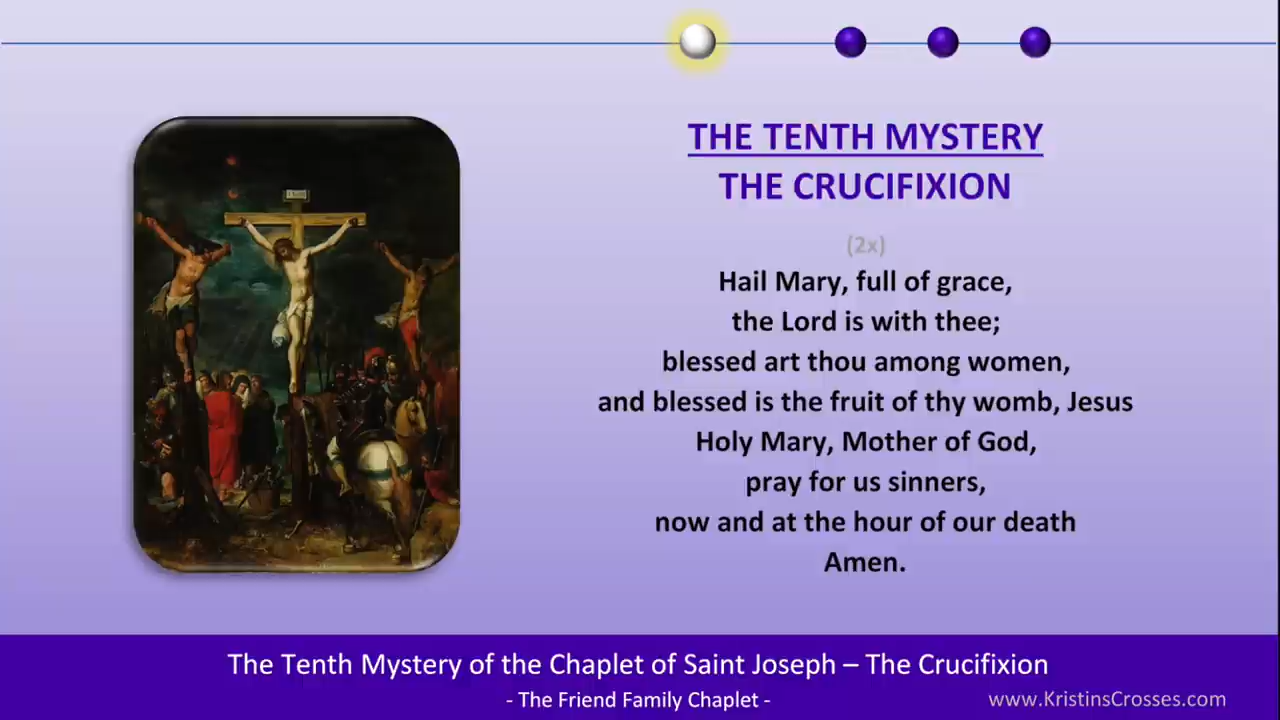 THE TENTH MYSTERY
THE CRUCIFIXION
(2x)
Hail Mary, full of grace,
the Lord is with thee;
blessed art thou among women,
and blessed is the fruit of thy womb, Jesus
Holy Mary, Mother of God,
pray for us sinners,
now and at the hour of our death
Amen.
The Tenth Mystery of the Chaplet of Saint Joseph – The Crucifixion
- The Friend Family Chaplet -
www.KristinsCrosses.com